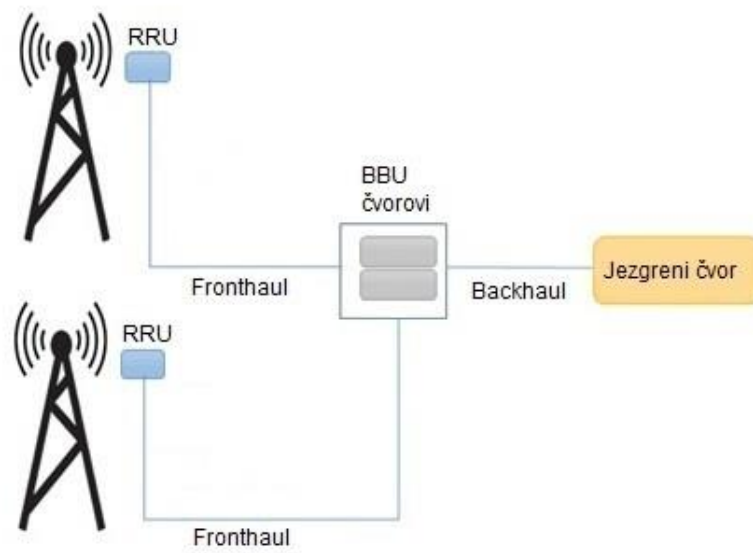 RRU
BBU
čvorovi
Fronthaul
Backhaul
Jezgreni čvor
RRU
Fronthaul